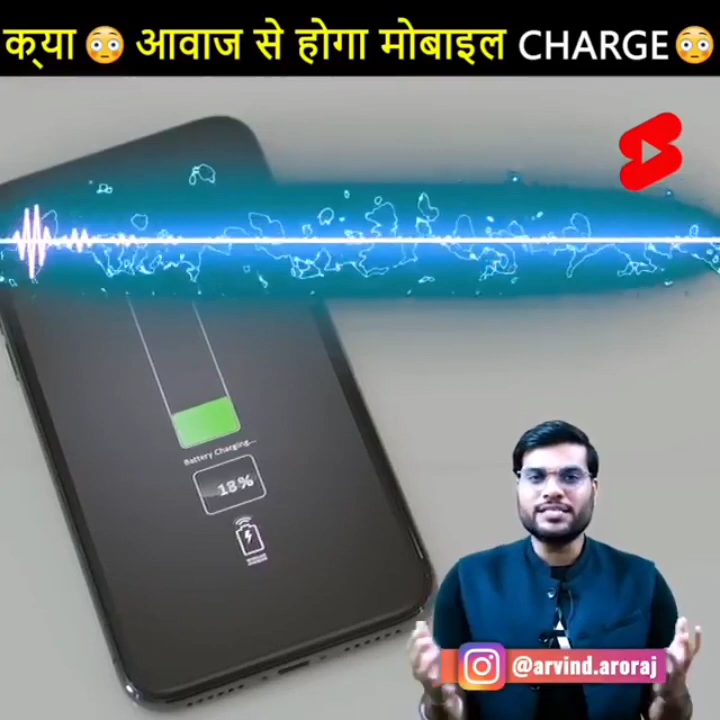 क्या 😳 आवाज से होगा मोबाइल CHARGE 😳
Battery Charging...
18%
@arvind.aroraj